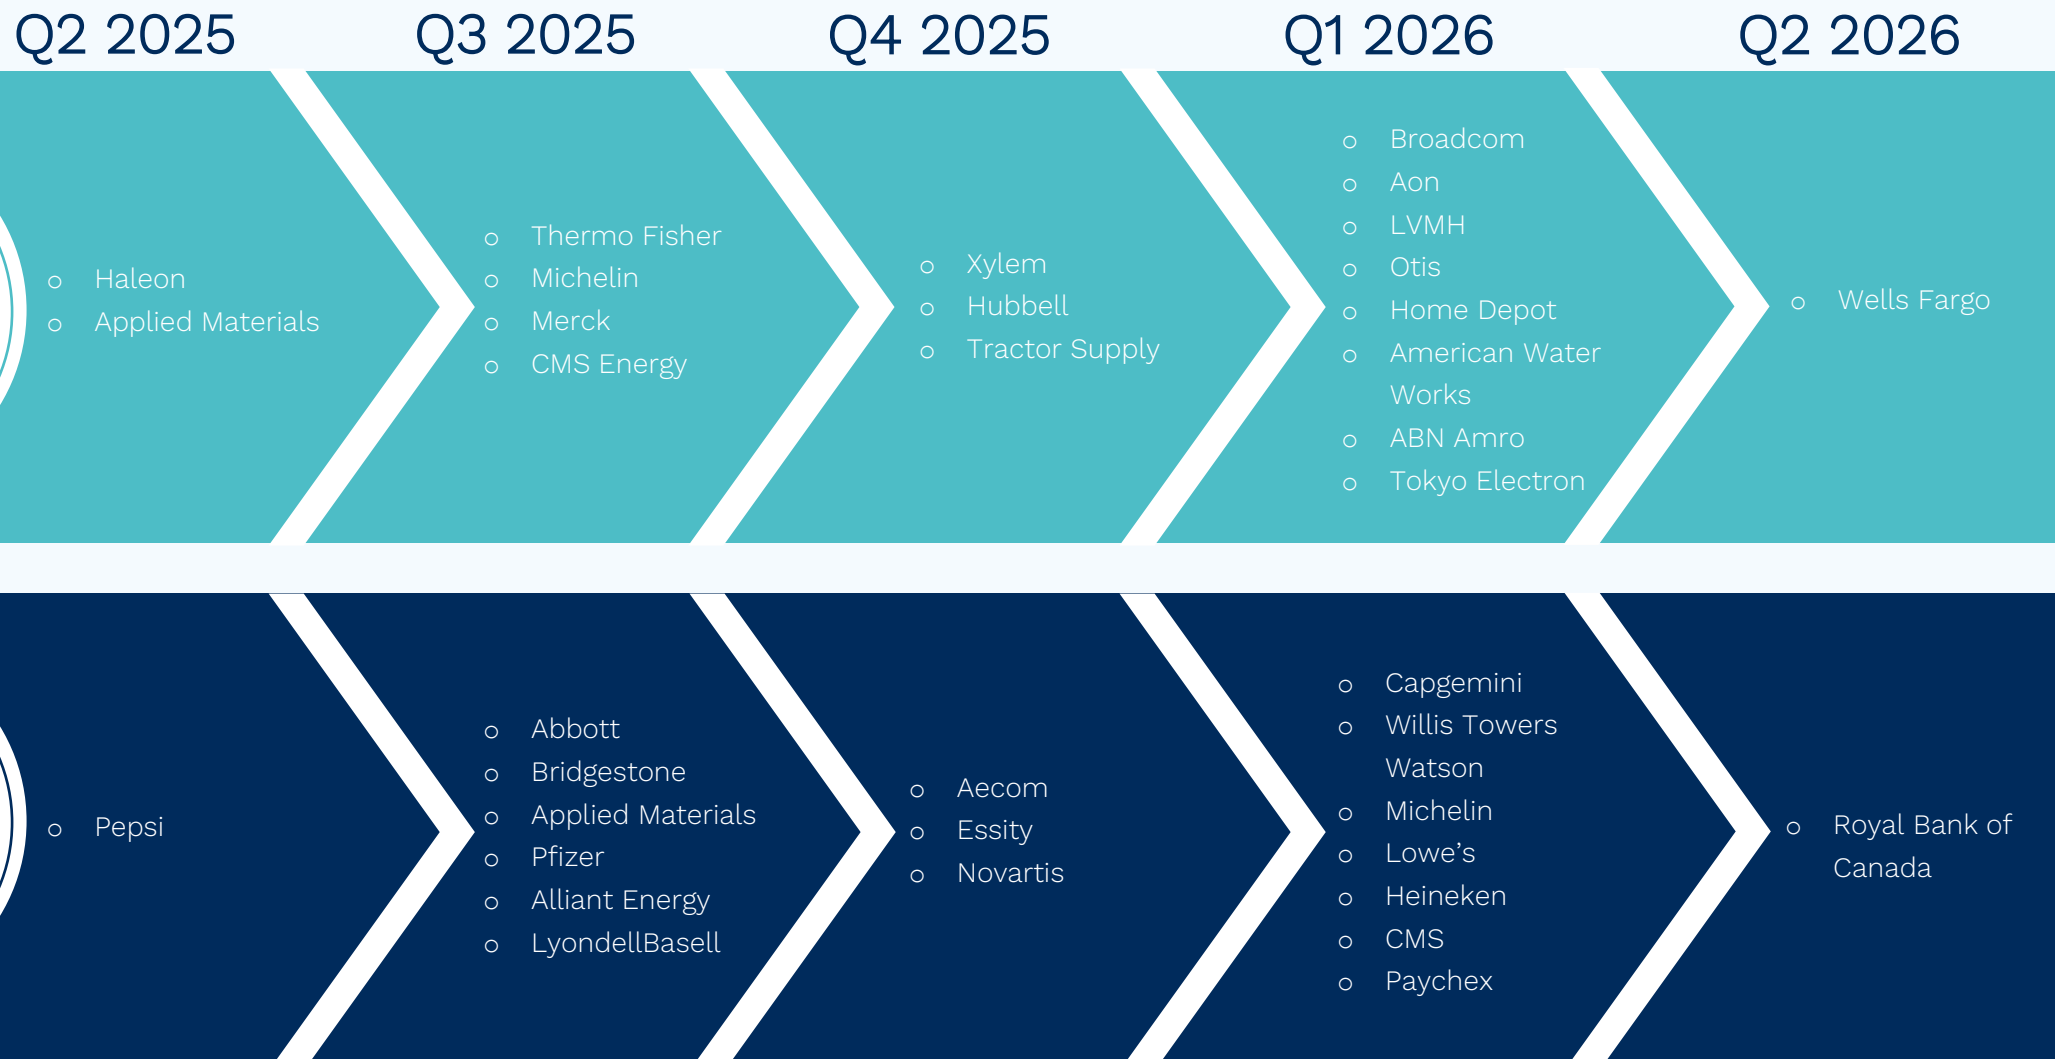 Q2 2025
Q3 2025
Q4 2025
Q1 2026
Q2 2026
Haleon
Applied Materials
Thermo Fisher
Michelin
Merck
CMS Energy
Xylem
Hubbell
Tractor Supply
Broadcom
Aon
LVMH
Otis
Home Depot
American Water
Works
ABN Amro
Tokyo Electron
Wells Fargo
Pepsi
Abbott
Bridgestone
Applied Materials
Pfizer
Alliant Energy
LyondellBasell
Aecom
Essity
Novartis
Capgemini
Willis Towers
Watson
Michelin
Lowe’s
Heineken
CMS
Paychex
Royal Bank of
Canada